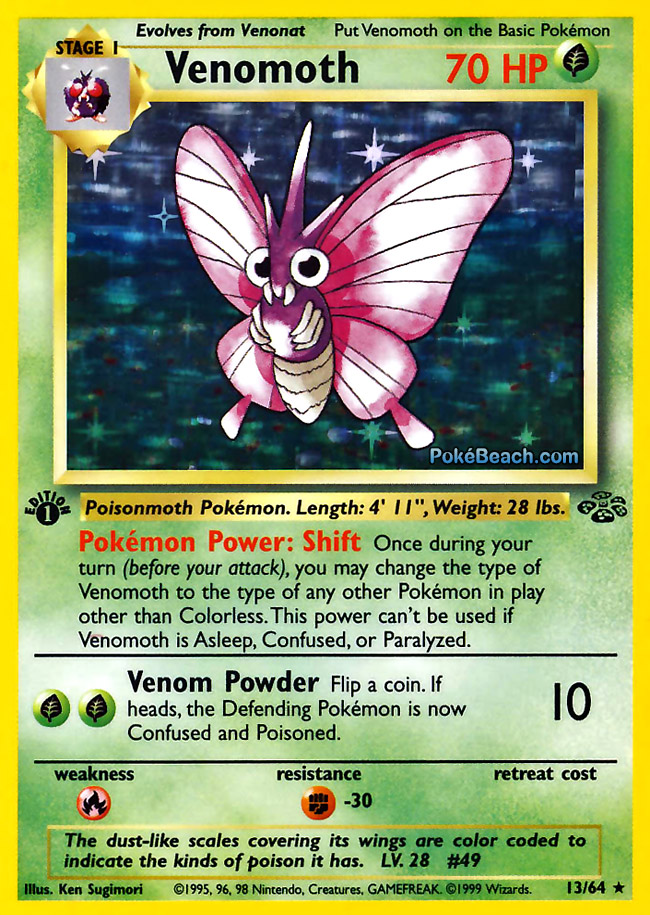 Evolves from Venonat Put Venomoth on the Basic Pokémon
STAGE 1
Venomoth 70 HP
PokéBeach.com
EDITION
1
Poisonmoth Pokémon. Length: 4' 11", Weight: 28 lbs.
Pokémon Power: Shift Once during your
turn (before your attack), you may change the type of
Venomoth to the type of any other Pokémon in play
other than Colorless. This power can't be used if
Venomoth is Asleep, Confused, or Paralyzed.
Venom Powder Flip a coin. If
heads, the Defending Pokémon is now
Confused and Poisoned.
10
weakness resistance retreat cost
-30
The dust-like scales covering its wings are color coded to
indicate the kinds of poison it has. LV. 28 #49
Illus. Ken Sugimori ©1995, 96, 98 Nintendo, Creatures, GAMEFREAK. ©1999 Wizards. 13/64 ★